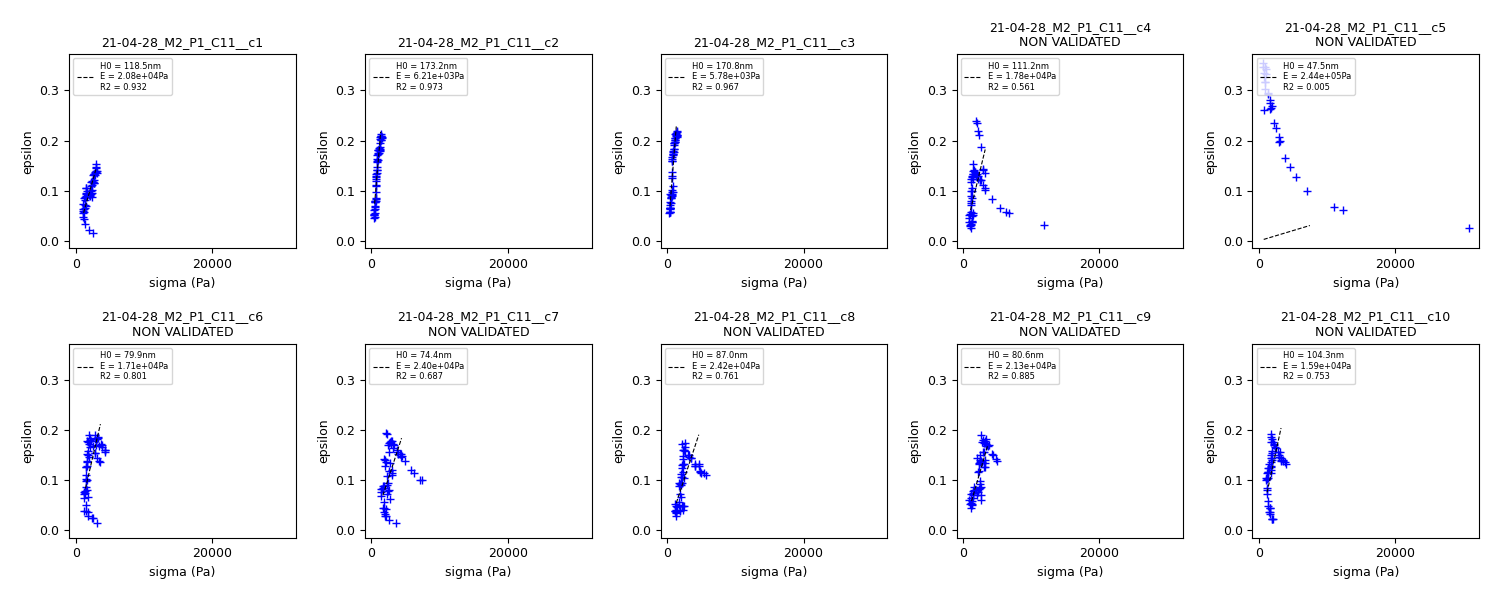 21-04-28_M2_P1_C11__c1
H0 = 118.5nm
E = 2.08e+04Pa
R2 = 0.932
epsilon
0.3
0.2
0.1
0.0
0
20000
sigma (Pa)
21-04-28_M2_P1_C11__c2
H0 = 173.2nm
E = 6.21e+03Pa
R2 = 0.973
epsilon
0.3
0.2
0.1
0.0
0
20000
sigma (Pa)
21-04-28_M2_P1_C11__c3
H0 = 170.8nm
E = 5.78e+03Pa
R2 = 0.967
epsilon
0.3
0.2
0.1
0.0
0
20000
sigma (Pa)
21-04-28_M2_P1_C11__c4
NON VALIDATED
H0 = 111.2nm
E = 1.78e+04Pa
R2 = 0.561
epsilon
0.3
0.2
0.1
0.0
0
20000
sigma (Pa)
21-04-28_M2_P1_C11__c5
NON VALIDATED
H0 = 47.5nm
E = 2.44e+05Pa
R2 = 0.005
epsilon
0.3
0.2
0.1
0.0
0
20000
sigma (Pa)
21-04-28_M2_P1_C11__c6
NON VALIDATED
H0 = 79.9nm
E = 1.71e+04Pa
R2 = 0.801
epsilon
0.3
0.2
0.1
0.0
0
20000
sigma (Pa)
21-04-28_M2_P1_C11__c7
NON VALIDATED
H0 = 74.4nm
E = 2.40e+04Pa
R2 = 0.687
epsilon
0.3
0.2
0.1
0.0
0
20000
sigma (Pa)
21-04-28_M2_P1_C11__c8
NON VALIDATED
H0 = 87.0nm
E = 2.42e+04Pa
R2 = 0.761
epsilon
0.3
0.2
0.1
0.0
0
20000
sigma (Pa)
21-04-28_M2_P1_C11__c9
NON VALIDATED
H0 = 80.6nm
E = 2.13e+04Pa
R2 = 0.885
epsilon
0.3
0.2
0.1
0.0
0
20000
sigma (Pa)
21-04-28_M2_P1_C11__c10
NON VALIDATED
H0 = 104.3nm
E = 1.59e+04Pa
R2 = 0.753
epsilon
0.3
0.2
0.1
0.0
0
20000
sigma (Pa)